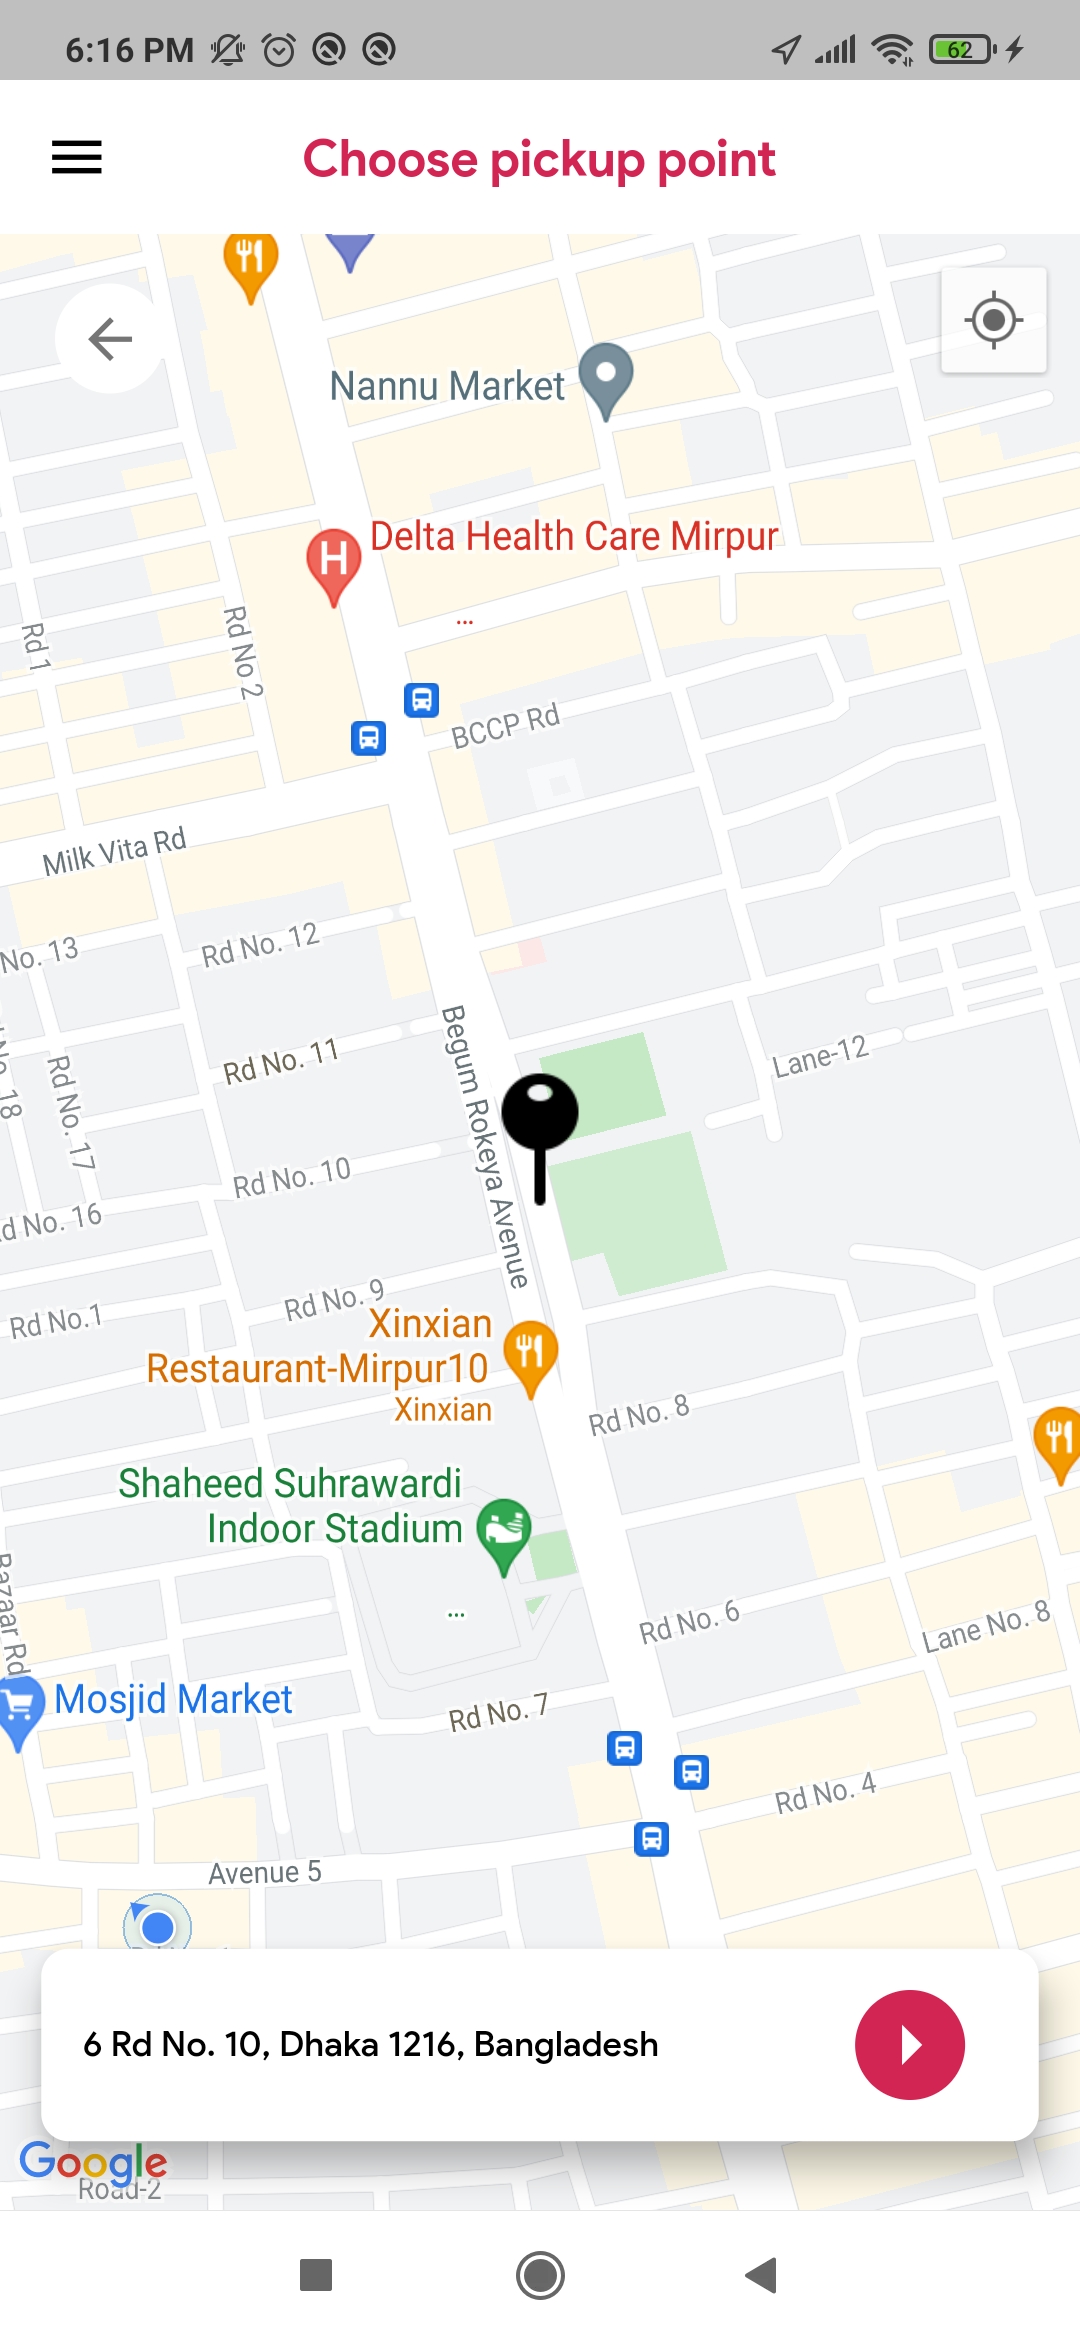 6:16 PM
62
Choose pickup point
Nannu Market
Delta Health Care Mirpur
...
Rd 1
Rd No 2
BCCP Rd
Milk Vita Rd
No. 13
Rd No. 12
Begum Rokeya Avenue
Rd No. 11
Lane-12
No. 18
Rd No. 17
Rd No. 10
d No. 16
Rd No. 9
Rd No.1
Xinxian
Restaurant-Mirpur10
Xinxian
Rd No. 8
Shaheed Suhrawardi
Indoor Stadium
...
Bazaar Rd
Rd No. 6
Lane No. 8
Mosjid Market
Rd No. 7
Rd No. 4
Avenue 5
6 Rd No. 10, Dhaka 1216, Bangladesh
Google
Road-2